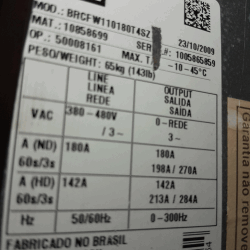 MOD.: BRCFW110180T4SZ
MAT.: 10858699 SER #.: 1005865859
OP.: 50008161 23/10/2009
PESO/WEIGHT: 65kg (143lb) MAX. -10-45°C
LINE OUTPUT
LINEA SALIDA
REDE SAÍDA
VAC 380-480V 0-REDE
/ 3~ / 3~
A (ND) 180A 180A
60s/3s 198A / 270A
A (HD) 142A 142A
60s/3s 213A / 284A
Hz 50/60Hz 0-300Hz
FABRICADO NO BRASIL
Garantia não